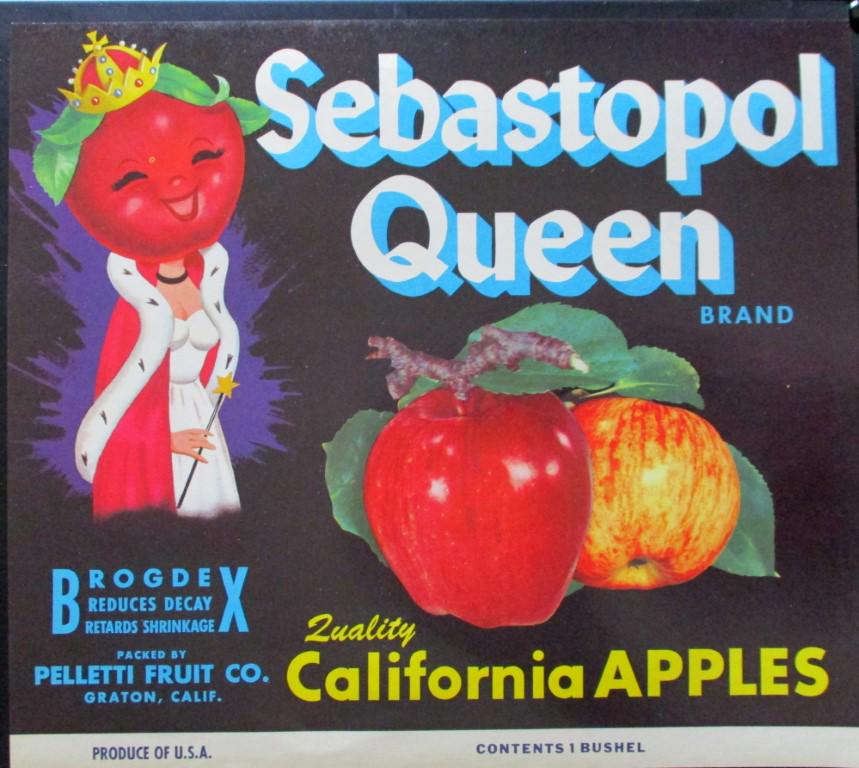 Sebastopol
Queen
BRAND
BROGDEX
REDUCES DECAY
RETARDS SHRINKAGE
PACKED BY
PELLETTI FRUIT CO.
GRATON, CALIF.
Quality
California APPLES
PRODUCE OF U.S.A.
CONTENTS 1 BUSHEL